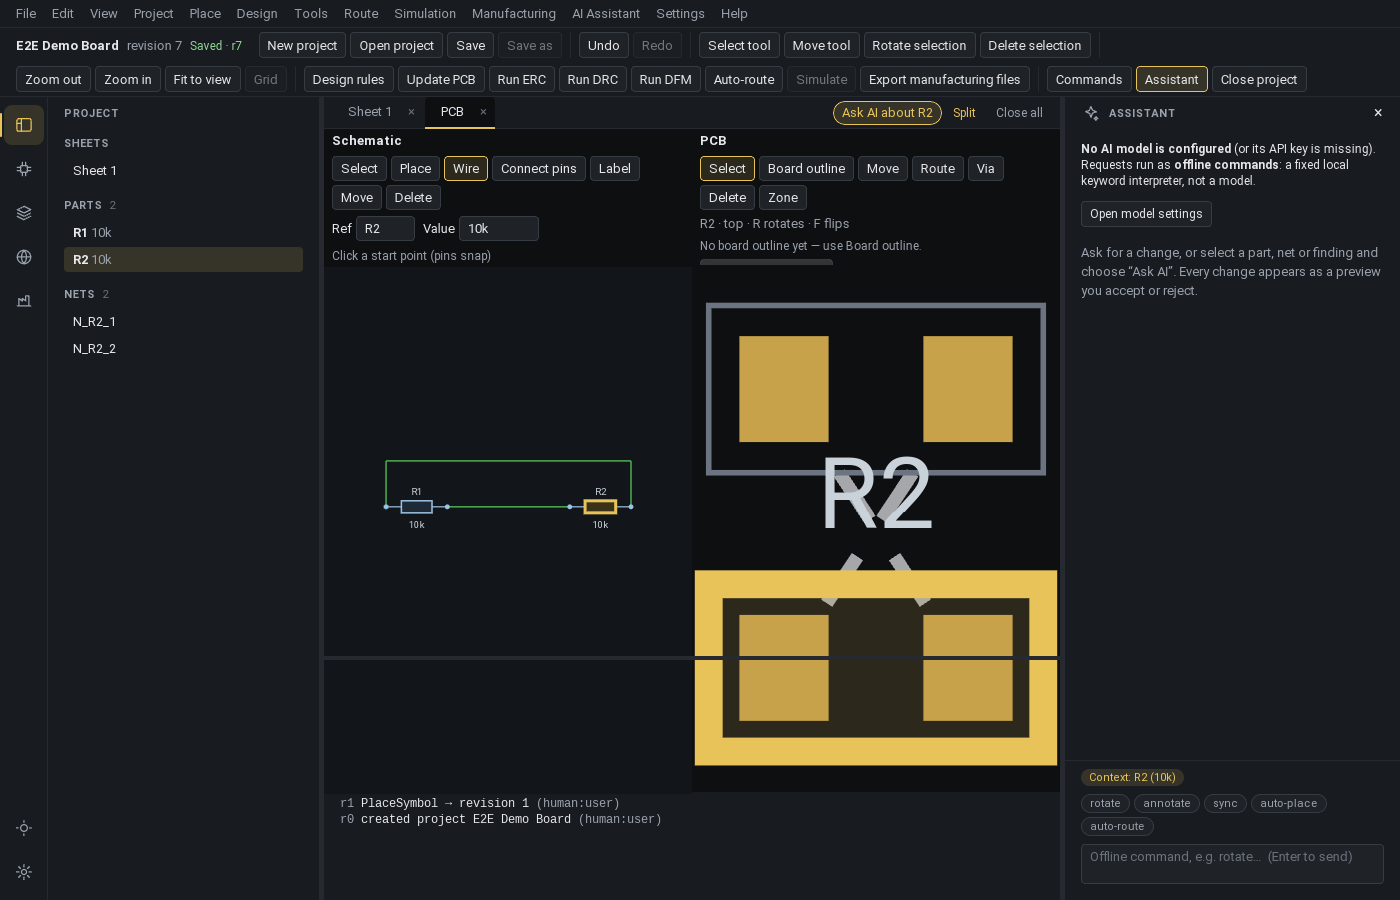 File Edit View Project Place Design Tools Route Simulation Manufacturing AI Assistant Settings Help
E2E Demo Board revision 7 Saved · r7 New project Open project Save Save as Undo Redo Select tool Move tool Rotate selection Delete selection
Zoom out Zoom in Fit to view Grid Design rules Update PCB Run ERC Run DRC Run DFM Auto-route Simulate Export manufacturing files Commands Assistant Close project
PROJECT
SHEETS
Sheet 1
PARTS 2
R1 10k
R2 10k
NETS 2
N_R2_1
N_R2_2
Sheet 1 × PCB × Ask AI about R2 Split Close all
Schematic
Select Place Wire Connect pins Label
Move Delete
Ref R2 Value 10k
Click a start point (pins snap)
R1 R2
10k 10k
PCB
Select Board outline Move Route Via
Delete Zone
R2 · top · R rotates · F flips
No board outline yet — use Board outline.
R2
r1 PlaceSymbol → revision 1 (human:user)
r0 created project E2E Demo Board (human:user)
ASSISTANT ×
No AI model is configured (or its API key is missing).
Requests run as offline commands: a fixed local
keyword interpreter, not a model.
Open model settings
Ask for a change, or select a part, net or finding and
choose “Ask AI”. Every change appears as a preview
you accept or reject.
Context: R2 (10k)
rotate annotate sync auto-place
auto-route
Offline command, e.g. rotate… (Enter to send)